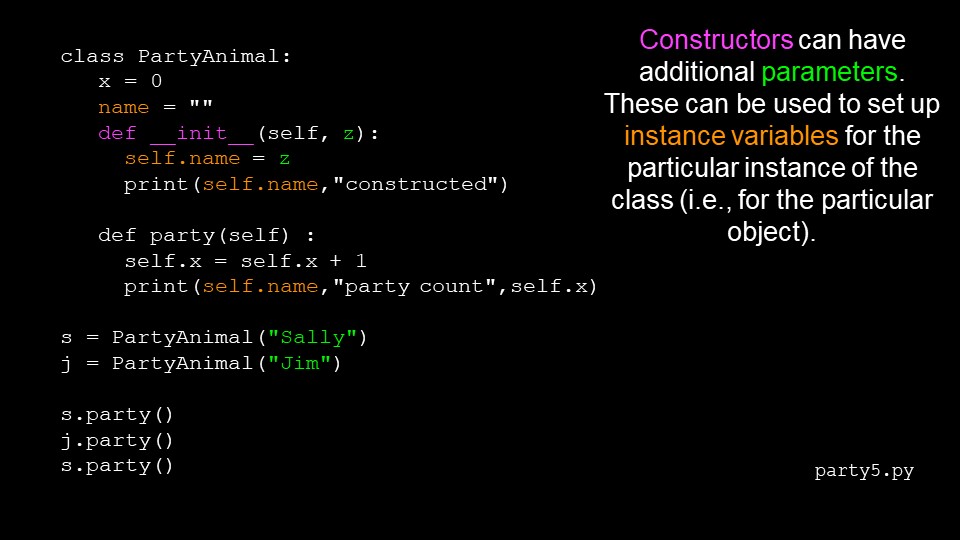 class PartyAnimal:
x = 0
name = ""
def __init__(self, z):
self.name = z
print(self.name,"constructed")
def party(self) :
self.x = self.x + 1
print(self.name,"party count",self.x)
s = PartyAnimal("Sally")
j = PartyAnimal("Jim")
s.party()
j.party()
s.party()
Constructors can have
additional parameters.
These can be used to set up
instance variables for the
particular instance of the
class (i.e., for the particular
object).
party5.py